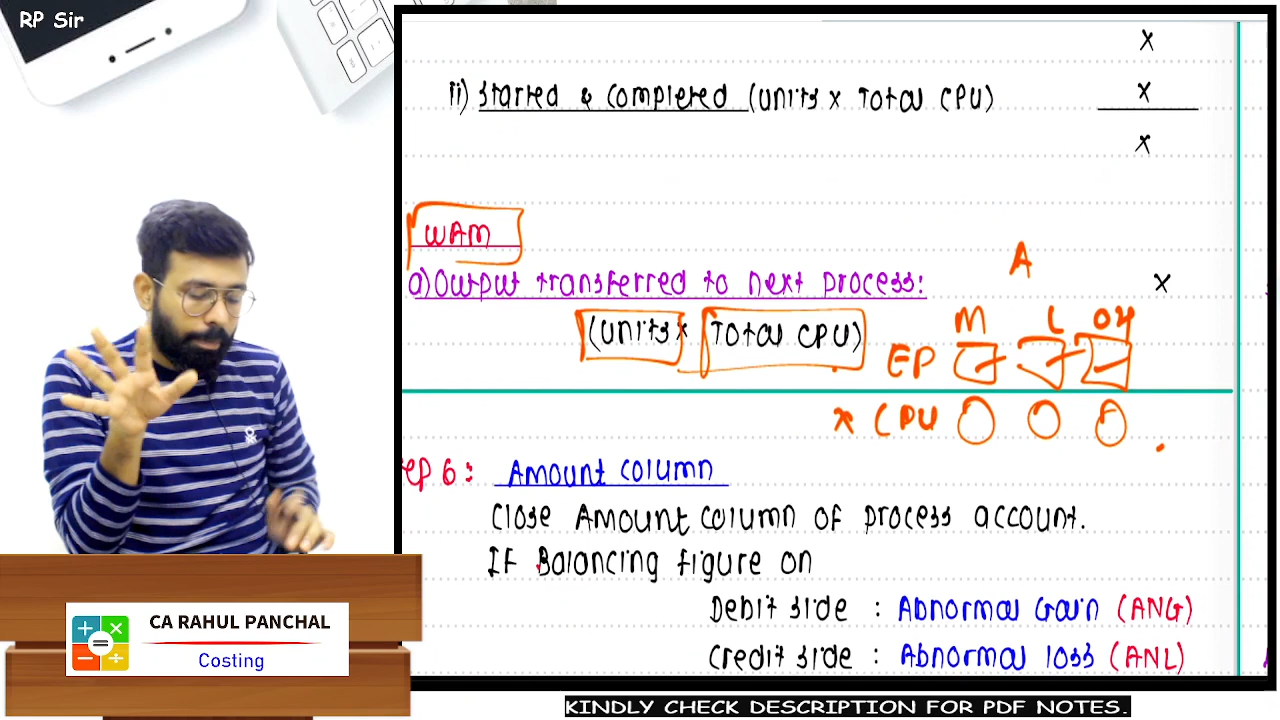 RP Sir
x
ii) Started & Completed (Units x Total CPU) x
x
WAM
A
a) Output transferred to next process: x
(Units x Total CPU)
M L OH
EP
x CPU
ep 6: Amount column
Close Amount column of process account.
If Balancing figure on
Debit side : Abnormal Gain (ANG)
Credit side : Abnormal loss (ANL)
CA RAHUL PANCHAL
Costing
KINDLY CHECK DESCRIPTION FOR PDF NOTES.